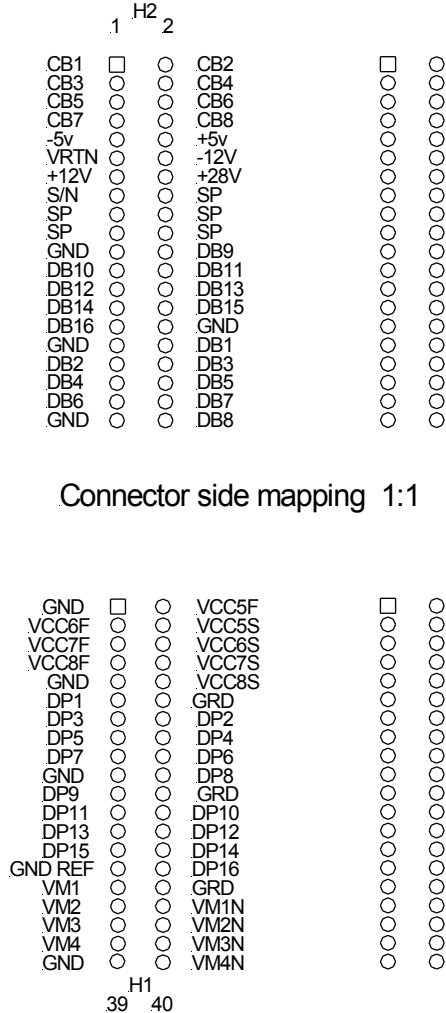 H2
1 2
CB1 CB2
CB3 CB4
CB5 CB6
CB7 CB8
-5v +5v
VRTN -12V
+12V +28V
S/N SP
SP SP
SP SP
GND DB9
DB10 DB11
DB12 DB13
DB14 DB15
DB16 GND
GND DB1
DB2 DB3
DB4 DB5
DB6 DB7
GND DB8
Connector side mapping 1:1
GND VCC5F
VCC6F VCC5S
VCC7F VCC6S
VCC8F VCC7S
GND VCC8S
DP1 GRD
DP3 DP2
DP5 DP4
DP7 DP6
GND DP8
DP9 GRD
DP11 DP10
DP13 DP12
DP15 DP14
GND REF DP16
VM1 GRD
VM2 VM1N
VM3 VM2N
VM4 VM3N
GND VM4N
H1
39 40